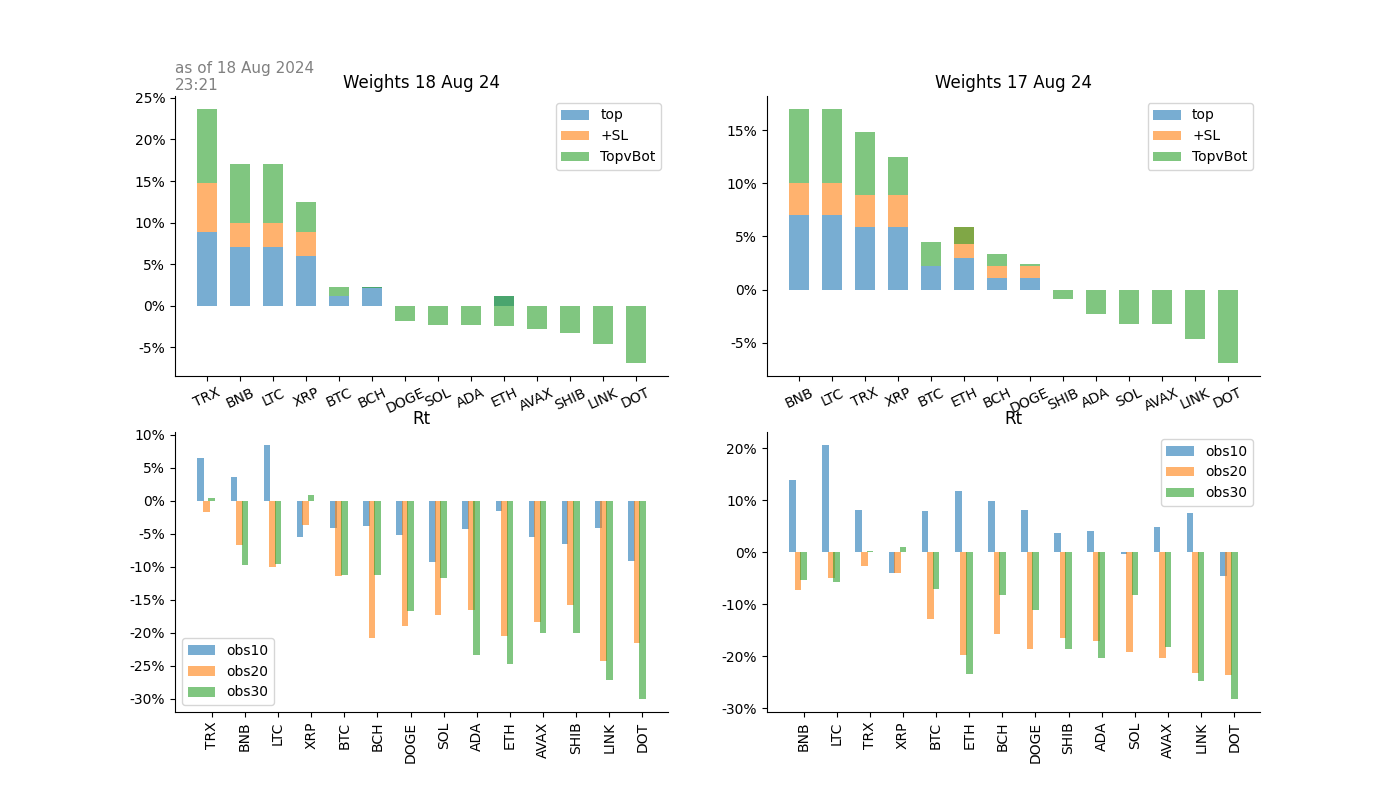 as of 18 Aug 2024
23:21
Weights 18 Aug 24
25%
20%
15%
10%
5%
0%
-5%
top
+SL
TopvBot
TRX BNB LTC XRP BTC BCH DOGE SOL ADA ETH AVAX SHIB LINK DOT
Weights 17 Aug 24
15%
10%
5%
0%
-5%
top
+SL
TopvBot
BNB LTC TRX XRP BTC ETH BCH DOGE SHIB ADA SOL AVAX LINK DOT
Rt
10%
5%
0%
-5%
-10%
-15%
-20%
-25%
-30%
obs10
obs20
obs30
TRX BNB LTC XRP BTC BCH DOGE SOL ADA ETH AVAX SHIB LINK DOT
Rt
20%
10%
0%
-10%
-20%
-30%
obs10
obs20
obs30
BNB LTC TRX XRP BTC ETH BCH DOGE SHIB ADA SOL AVAX LINK DOT